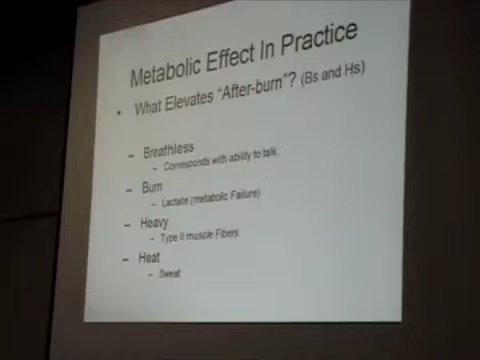 Metabolic Effect In Practice
• What Elevates "After-burn"? (Bs and Hs)
– Breathless
– Corresponds with ability to talk.
– Burn
– Lactate (metabolic Failure)
– Heavy
– Type II muscle Fibers
– Heat
– Sweat